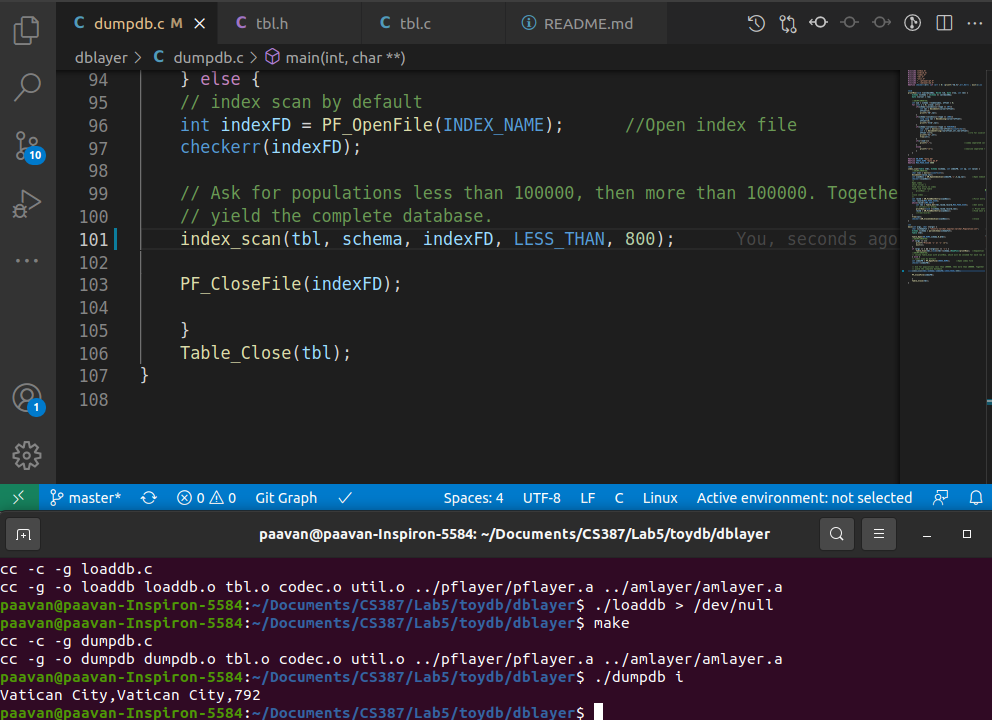 C dumpdb.c M ×
C tbl.h
C tbl.c
README.md
dblayer > C dumpdb.c > main(int, char **)
94 } else {
95 // index scan by default
96 int indexFD = PF_OpenFile(INDEX_NAME); //Open index file
97 checkerr(indexFD);
98
99 // Ask for populations less than 100000, then more than 100000. Togethe
100 // yield the complete database.
101 index_scan(tbl, schema, indexFD, LESS_THAN, 800); You, seconds ago
102
103 PF_CloseFile(indexFD);
104
105 }
106 Table_Close(tbl);
107 }
108
10
1
master* 0 0 Git Graph Spaces: 4 UTF-8 LF C Linux Active environment: not selected
paavan@paavan-Inspiron-5584: ~/Documents/CS387/Lab5/toydb/dblayer
cc -c -g loaddb.c
cc -g -o loaddb loaddb.o tbl.o codec.o util.o ../pflayer/pflayer.a ../amlayer/amlayer.a
paavan@paavan-Inspiron-5584:~/Documents/CS387/Lab5/toydb/dblayer$ ./loaddb > /dev/null
paavan@paavan-Inspiron-5584:~/Documents/CS387/Lab5/toydb/dblayer$ make
cc -c -g dumpdb.c
cc -g -o dumpdb dumpdb.o tbl.o codec.o util.o ../pflayer/pflayer.a ../amlayer/amlayer.a
paavan@paavan-Inspiron-5584:~/Documents/CS387/Lab5/toydb/dblayer$ ./dumpdb i
Vatican City,Vatican City,792
paavan@paavan-Inspiron-5584:~/Documents/CS387/Lab5/toydb/dblayer$